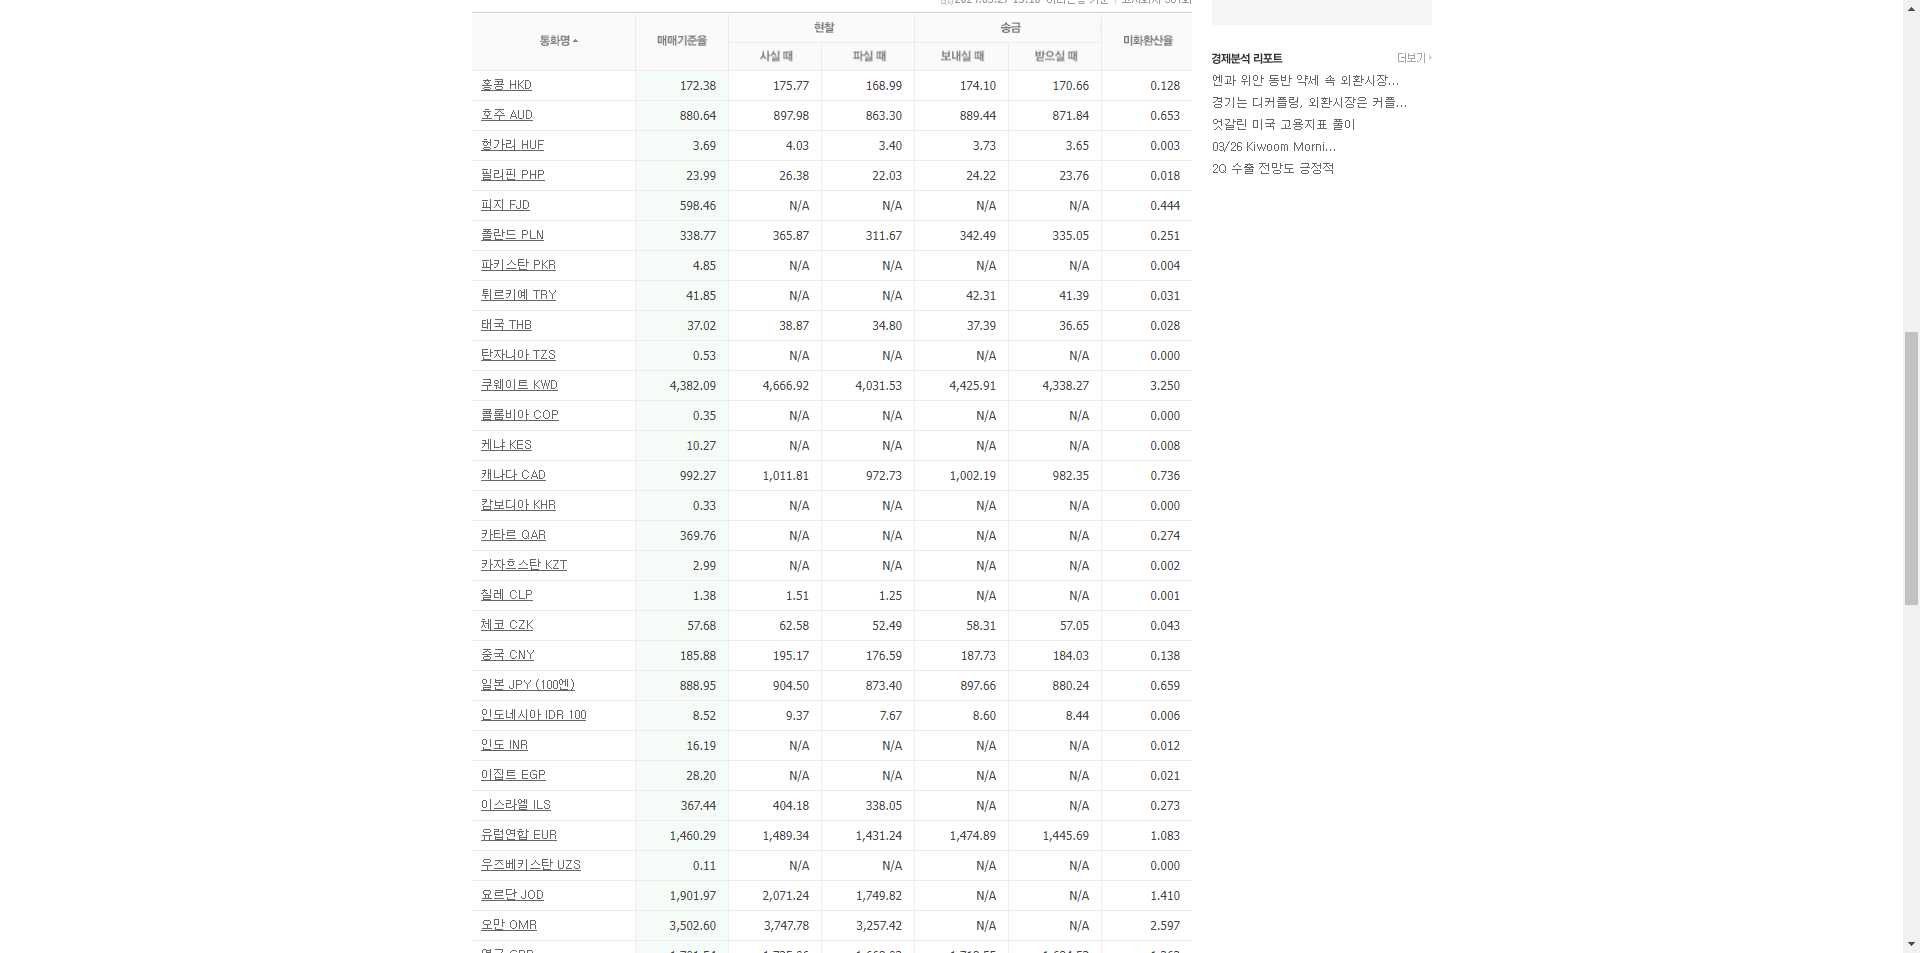 현찰 송금
통화명 매매기준율 미화환산율
사실 때 파실 때 보내실 때 받으실 때
홍콩 HKD 172.38 175.77 168.99 174.10 170.66 0.128
호주 AUD 880.64 897.98 863.30 889.44 871.84 0.653
헝가리 HUF 3.69 4.03 3.40 3.73 3.65 0.003
필리핀 PHP 23.99 26.38 22.03 24.22 23.76 0.018
피지 FJD 598.46 N/A N/A N/A N/A 0.444
폴란드 PLN 338.77 365.87 311.67 342.49 335.05 0.251
파키스탄 PKR 4.85 N/A N/A N/A N/A 0.004
튀르키예 TRY 41.85 N/A N/A 42.31 41.39 0.031
태국 THB 37.02 38.87 34.80 37.39 36.65 0.028
탄자니아 TZS 0.53 N/A N/A N/A N/A 0.000
쿠웨이트 KWD 4,382.09 4,666.92 4,031.53 4,425.91 4,338.27 3.250
콜롬비아 COP 0.35 N/A N/A N/A N/A 0.000
케냐 KES 10.27 N/A N/A N/A N/A 0.008
캐나다 CAD 992.27 1,011.81 972.73 1,002.19 982.35 0.736
캄보디아 KHR 0.33 N/A N/A N/A N/A 0.000
카타르 QAR 369.76 N/A N/A N/A N/A 0.274
카자흐스탄 KZT 2.99 N/A N/A N/A N/A 0.002
칠레 CLP 1.38 1.51 1.25 N/A N/A 0.001
체코 CZK 57.68 62.58 52.49 58.31 57.05 0.043
중국 CNY 185.88 195.17 176.59 187.73 184.03 0.138
일본 JPY (100엔) 888.95 904.50 873.40 897.66 880.24 0.659
인도네시아 IDR 100 8.52 9.37 7.67 8.60 8.44 0.006
인도 INR 16.19 N/A N/A N/A N/A 0.012
이집트 EGP 28.20 N/A N/A N/A N/A 0.021
이스라엘 ILS 367.44 404.18 338.05 N/A N/A 0.273
유럽연합 EUR 1,460.29 1,489.34 1,431.24 1,474.89 1,445.69 1.083
우즈베키스탄 UZS 0.11 N/A N/A N/A N/A 0.000
요르단 JOD 1,901.97 2,071.24 1,749.82 N/A N/A 1.410
오만 OMR 3,502.60 3,747.78 3,257.42 N/A N/A 2.597
경제분석 리포트 더보기
엔과 위안 동반 약세 속 외환시장...
경기는 디커플링, 외환시장은 커플...
엇갈린 미국 고용지표 풀이
03/26 Kiwoom Morni...
2Q 수출 전망도 긍정적